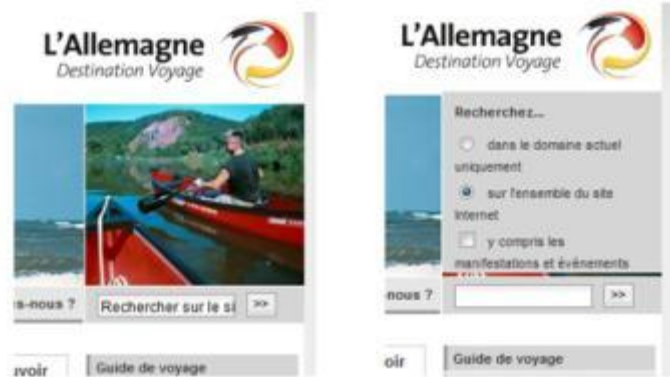 L'Allemagne
Destination Voyage
s-nous ?
Rechercher sur le si
>>
uvoir
Guide de voyage
L'Allemagne
Destination Voyage
Recherchez...
dans le domaine actuel
uniquement
sur l'ensemble du site
Internet
y compris les
manifestations et événements
nous ?
>>
oir
Guide de voyage